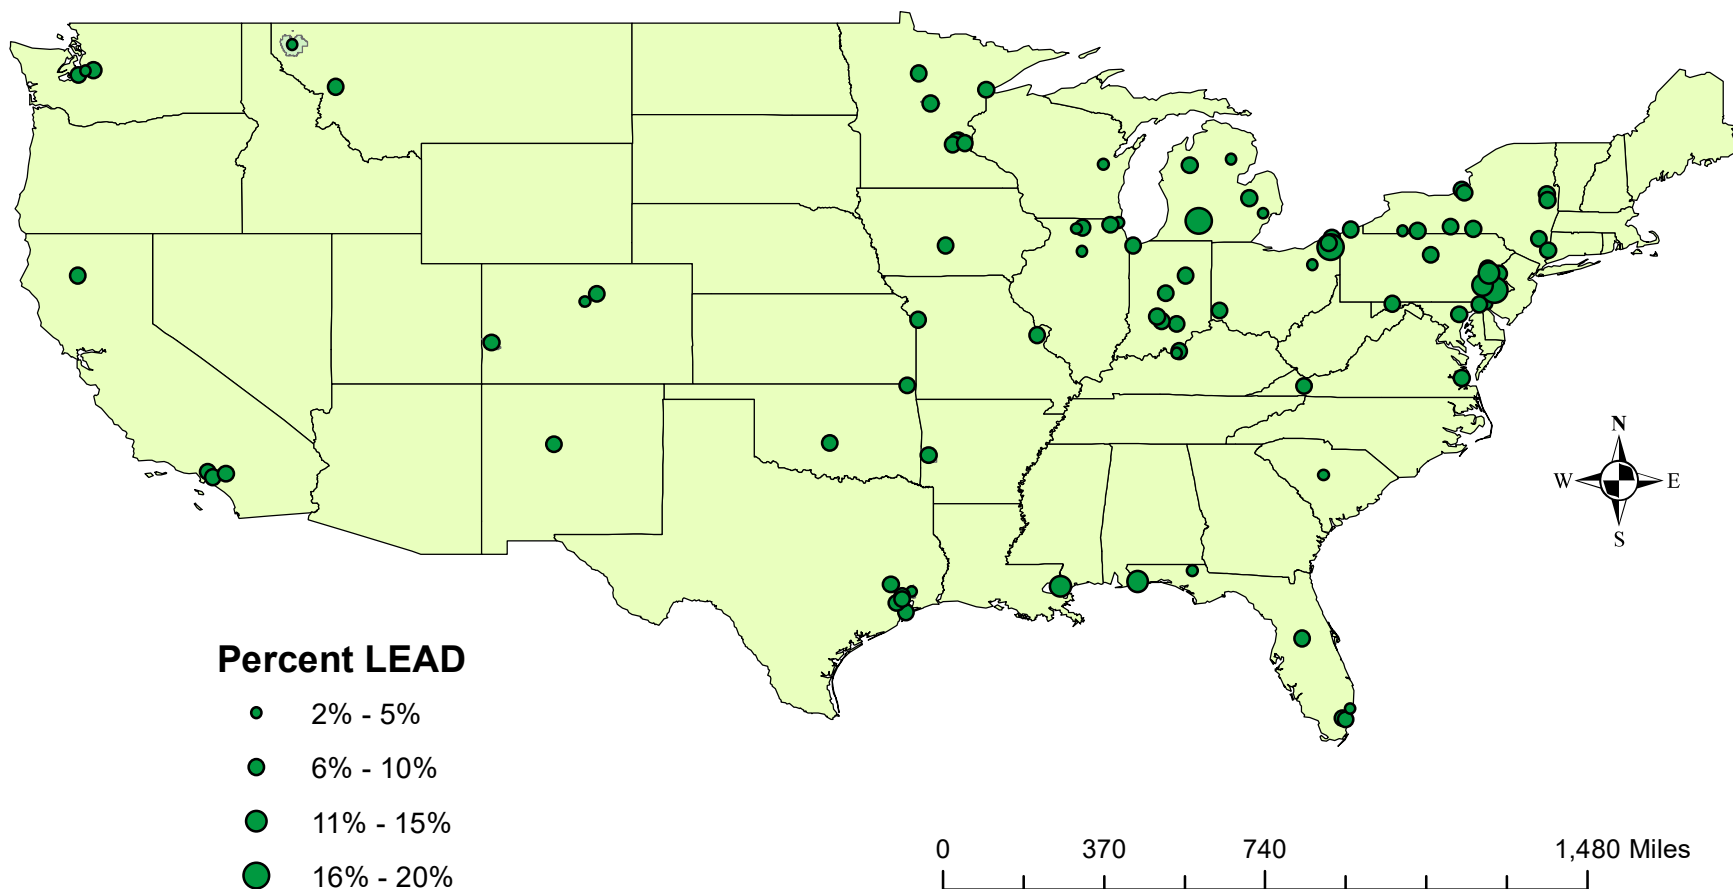 N
W E
S
Percent LEAD
2% - 5%
6% - 10%
11% - 15%
16% - 20%
0 370 740 1,480 Miles